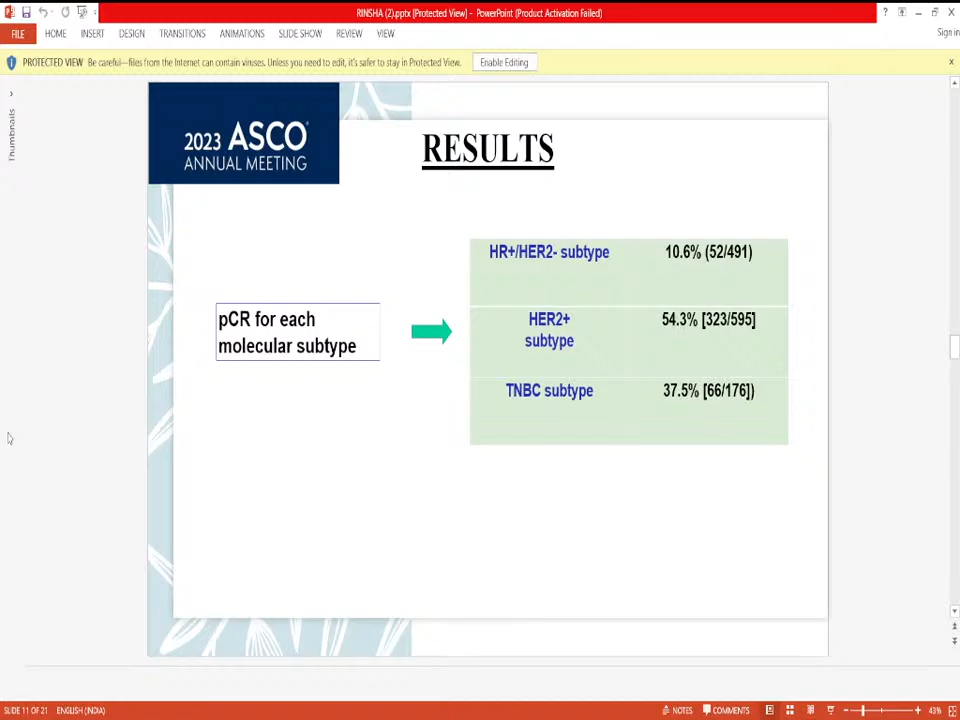 RINSHA (2).pptx [Protected View] - PowerPoint (Product Activation Failed)
FILE HOME INSERT DESIGN TRANSITIONS ANIMATIONS SLIDE SHOW REVIEW VIEW
Sign in
PROTECTED VIEW Be careful—files from the Internet can contain viruses. Unless you need to edit, it's safer to stay in Protected View. Enable Editing
Thumbnails
2023 ASCO
ANNUAL MEETING
RESULTS
pCR for each
molecular subtype
HR+/HER2- subtype 10.6% (52/491)
HER2+ 54.3% [323/595]
subtype
TNBC subtype 37.5% [66/176])
SLIDE 11 OF 21 ENGLISH (INDIA) NOTES COMMENTS 43%